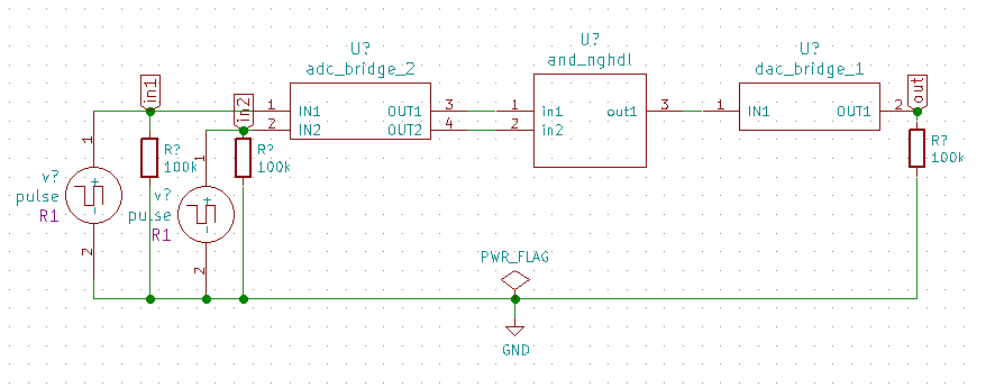 U?
adc_bridge_2
U?
and_nghdl
U?
dac_bridge_1
in1
in2
out
1
IN1
OUT1
3
2
IN2
OUT2
4
1
in1
out1
3
2
in2
1
IN1
OUT1
2
R?
100k
R?
100k
R?
100k
1
v?
pulse
R1
2
1
v?
pulse
R1
2
PWR_FLAG
GND